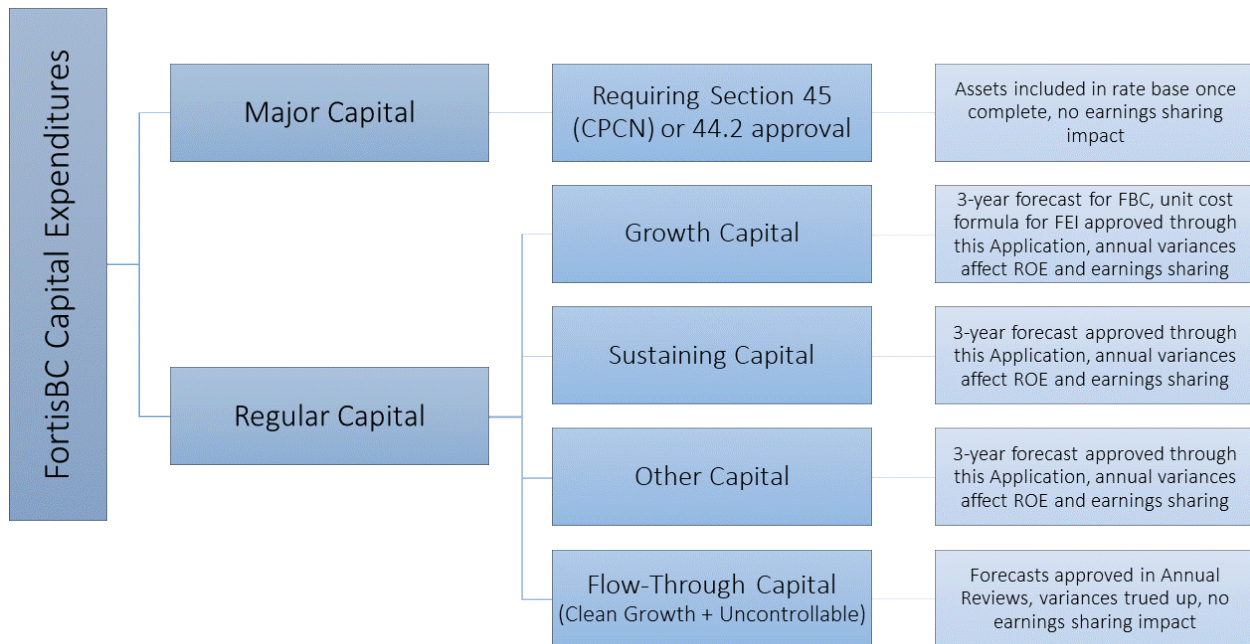 FortisBC Capital Expenditures
Major Capital
Requiring Section 45
(CPCN) or 44.2 approval
Assets included in rate base once
complete, no earnings sharing
impact
Regular Capital
Growth Capital
3-year forecast for FBC, unit cost
formula for FEI approved through
this Application, annual variances
affect ROE and earnings sharing
Sustaining Capital
3-year forecast approved through
this Application, annual variances
affect ROE and earnings sharing
Other Capital
3-year forecast approved through
this Application, annual variances
affect ROE and earnings sharing
Flow-Through Capital
(Clean Growth + Uncontrollable)
Forecasts approved in Annual
Reviews, variances trued up, no
earnings sharing impact